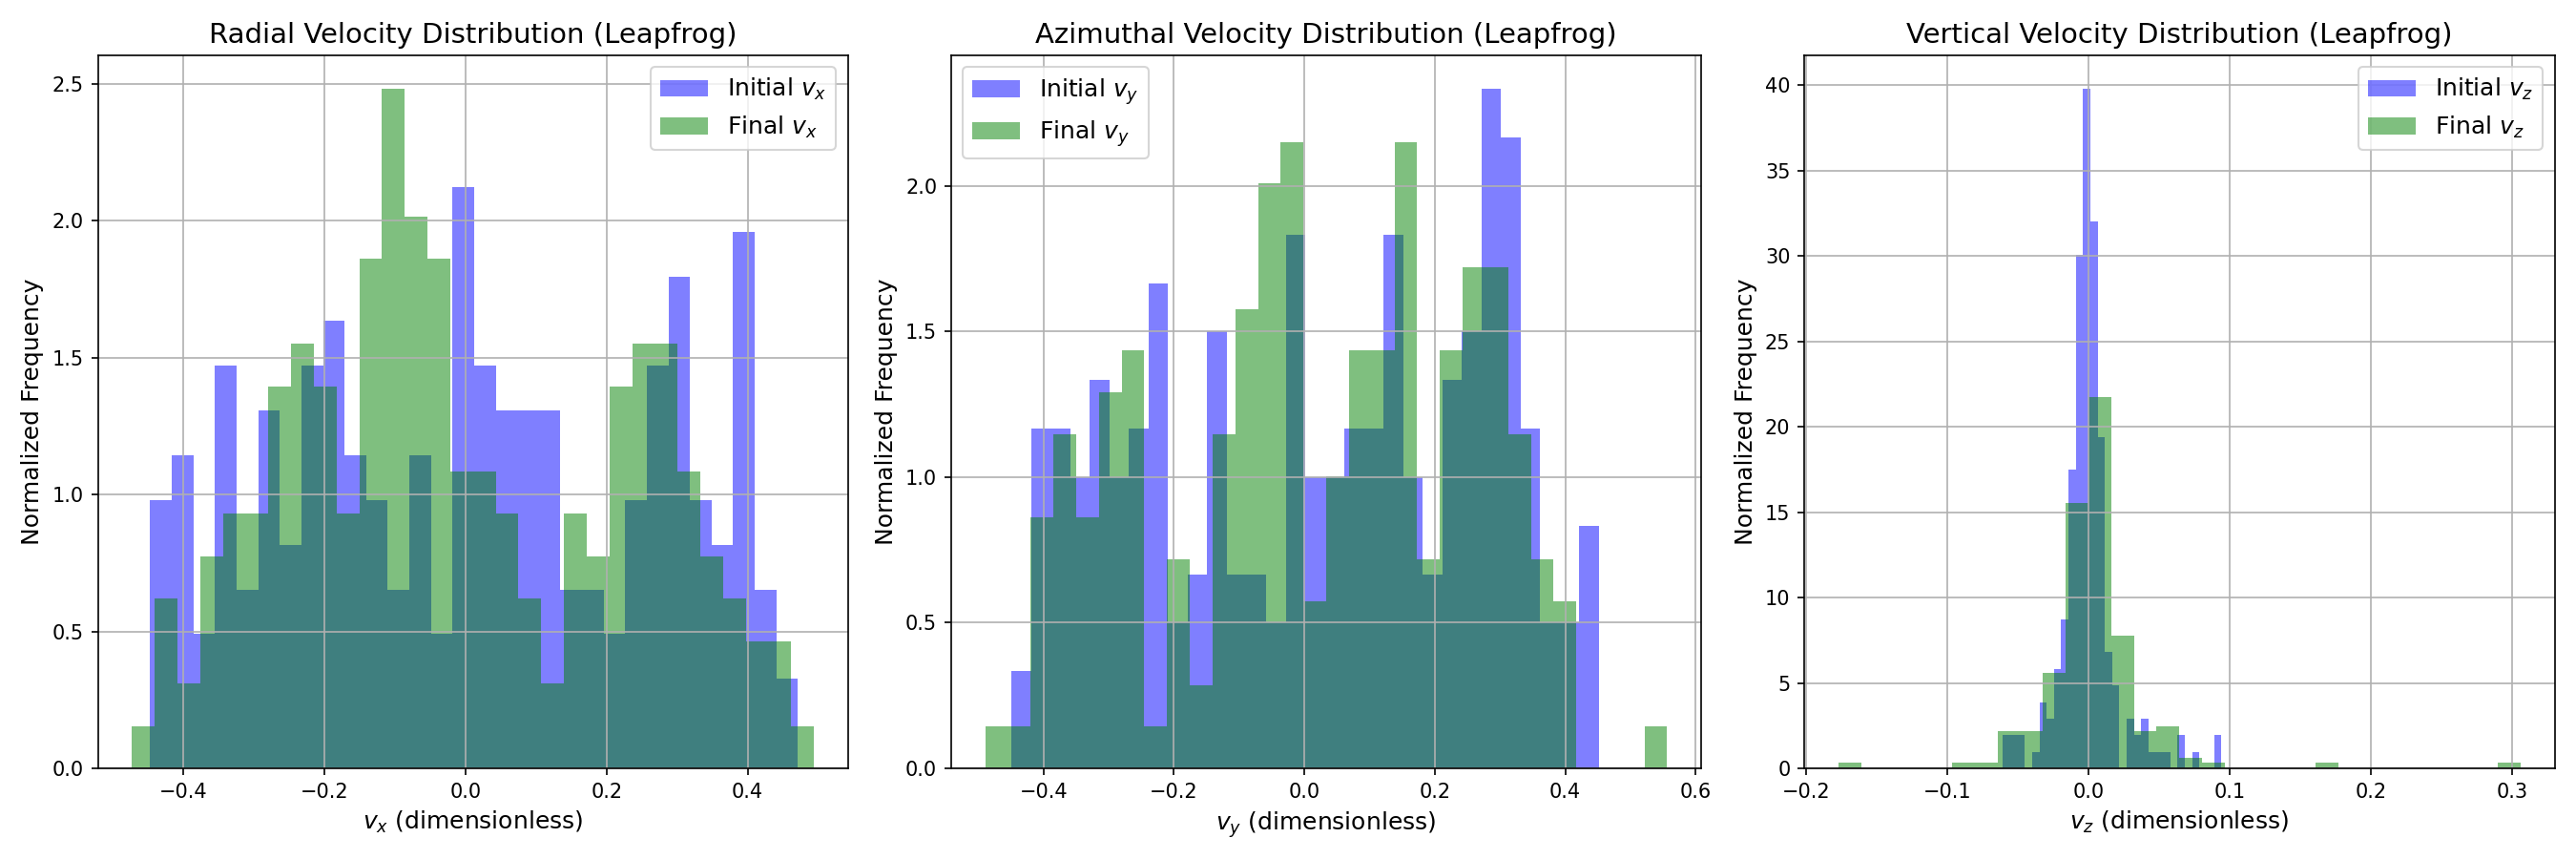 Radial Velocity Distribution (Leapfrog)
Normalized Frequency
2.5
2.0
1.5
1.0
0.5
0.0
Initial v_x
Final v_x
−0.4 −0.2 0.0 0.2 0.4
v_x (dimensionless)
Azimuthal Velocity Distribution (Leapfrog)
Normalized Frequency
2.0
1.5
1.0
0.5
0.0
Initial v_y
Final v_y
−0.4 −0.2 0.0 0.2 0.4 0.6
v_y (dimensionless)
Vertical Velocity Distribution (Leapfrog)
Normalized Frequency
40
35
30
25
20
15
10
5
0
Initial v_z
Final v_z
−0.2 −0.1 0.0 0.1 0.2 0.3
v_z (dimensionless)